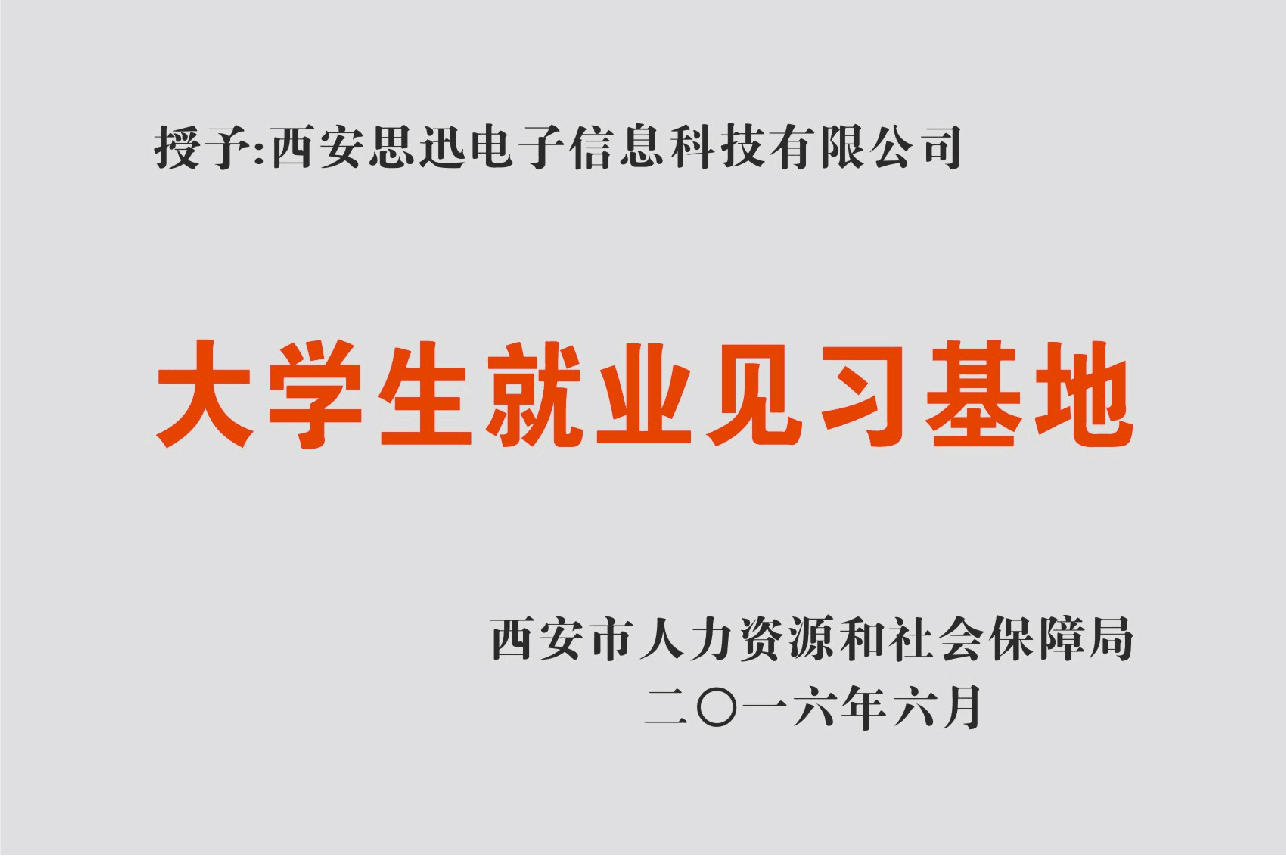 授予:西安思迅电子信息科技有限公司
大学生就业见习基地
西安市人力资源和社会保障局
二〇一六年六月